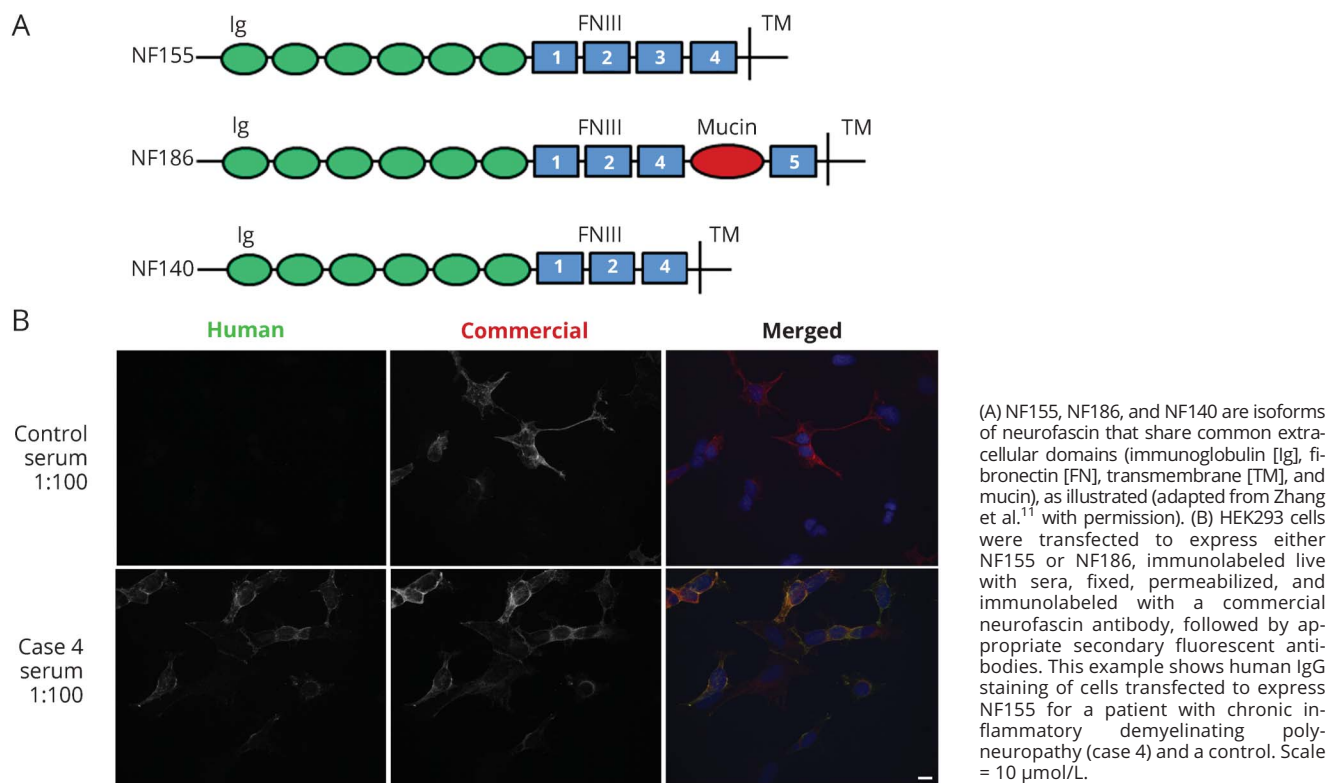 A
Ig FNIII TM
NF155 1 2 3 4
Ig FNIII Mucin TM
NF186 1 2 4 5
Ig FNIII TM
NF140 1 2 4
B
Human Commercial Merged
Control
serum
1:100
Case 4
serum
1:100
(A) NF155, NF186, and NF140 are isoforms
of neurofascin that share common extra-
cellular domains (immunoglobulin [Ig], fi-
bronectin [FN], transmembrane [TM], and
mucin), as illustrated (adapted from Zhang
et al.11 with permission). (B) HEK293 cells
were transfected to express either
NF155 or NF186, immunolabeled live
with sera, fixed, permeabilized, and
immunolabeled with a commercial
neurofascin antibody, followed by ap-
propriate secondary fluorescent anti-
bodies. This example shows human IgG
staining of cells transfected to express
NF155 for a patient with chronic in-
flammatory demyelinating poly-
neuropathy (case 4) and a control. Scale
= 10 μmol/L.